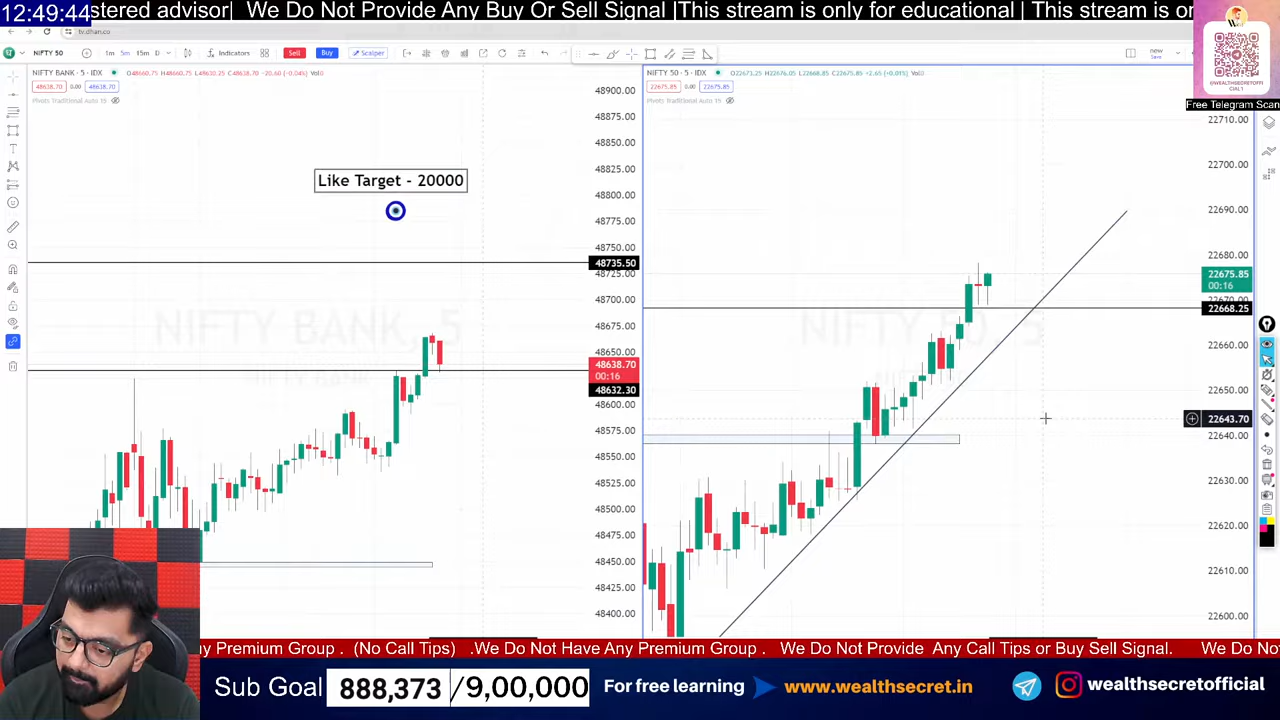 12:49:44
stered advisor| We Do Not Provide Any Buy Or Sell Signal |This stream is only for educational | This stream is or
tv.dhan.co
NIFTY 50
1m 5m 15m D
Indicators
Sell
Buy
Scalper
new
Save
NIFTY BANK · 5 · IDX
O48660.75 H48660.75 L48632.25 C48638.70 -20.60 (-0.04%) Vol0
48638.70 0.00 48638.70
Pivots Traditional Auto 15
NIFTY 50 · 5 · IDX
O22673.25 H22676.05 L22668.85 C22675.85 +2.65 (+0.01%) Vol0
22675.85 0.00 22675.85
Pivots Traditional Auto 15
ENWEALTHSECRETOFFI
CIAL1
Free Telegram Scan
Like Target - 20000
NIFTY BANK, 5
NIFTY BANK
NIFTY 50, 5
48900.00
48875.00
48850.00
48825.00
48800.00
48775.00
48750.00
48735.50
48725.00
48700.00
48675.00
48650.00
48638.70
00:16
48632.30
48600.00
48575.00
48550.00
48525.00
48500.00
48475.00
48450.00
48425.00
48400.00
22710.00
22700.00
22690.00
22680.00
22675.85
00:16
22670.00
22668.25
22660.00
22650.00
22643.70
22640.00
22630.00
22620.00
22610.00
22600.00
ny Premium Group . (No Call Tips) .We Do Not Have Any Premium Group . We Do Not Provide Any Call Tips or Buy Sell Signal. We Do No
Sub Goal 888,373 /9,00,000
For free learning www.wealthsecret.in
wealthsecretofficial